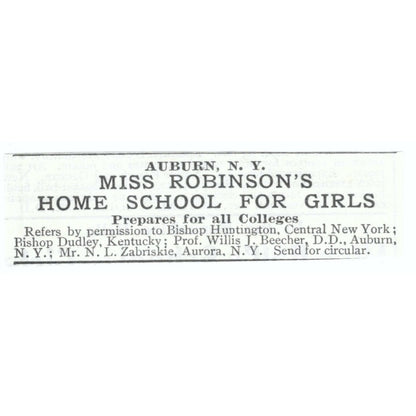 AUBURN, N. Y.
MISS ROBINSON'S
HOME SCHOOL FOR GIRLS
Prepares for all Colleges
Refers by permission to Bishop Huntington, Central New York;
Bishop Dudley, Kentucky; Prof. Willis J. Beecher, D.D., Auburn,
N. Y.; Mr. N. L. Zabriskie, Aurora, N. Y. Send for circular.